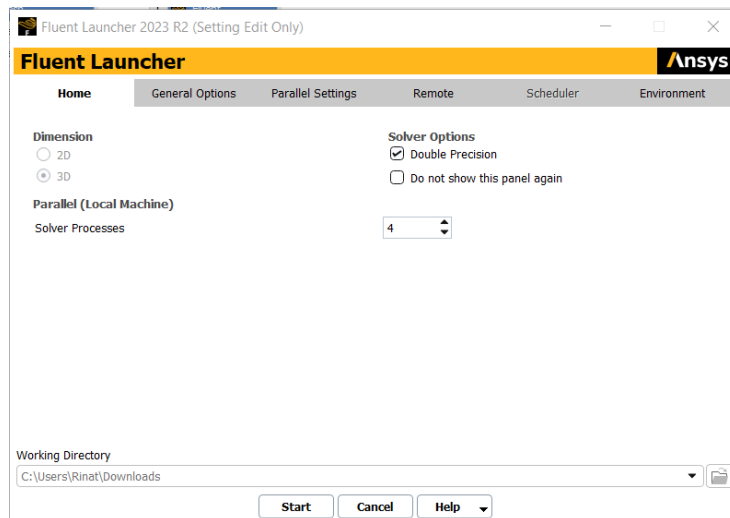 Fluent Launcher 2023 R2 (Setting Edit Only)
Fluent Launcher
Ansys
Home General Options Parallel Settings Remote Scheduler Environment
Dimension
2D
3D
Parallel (Local Machine)
Solver Processes
4
Solver Options
Double Precision
Do not show this panel again
Working Directory
C:\Users\Rinat\Downloads
Start Cancel Help